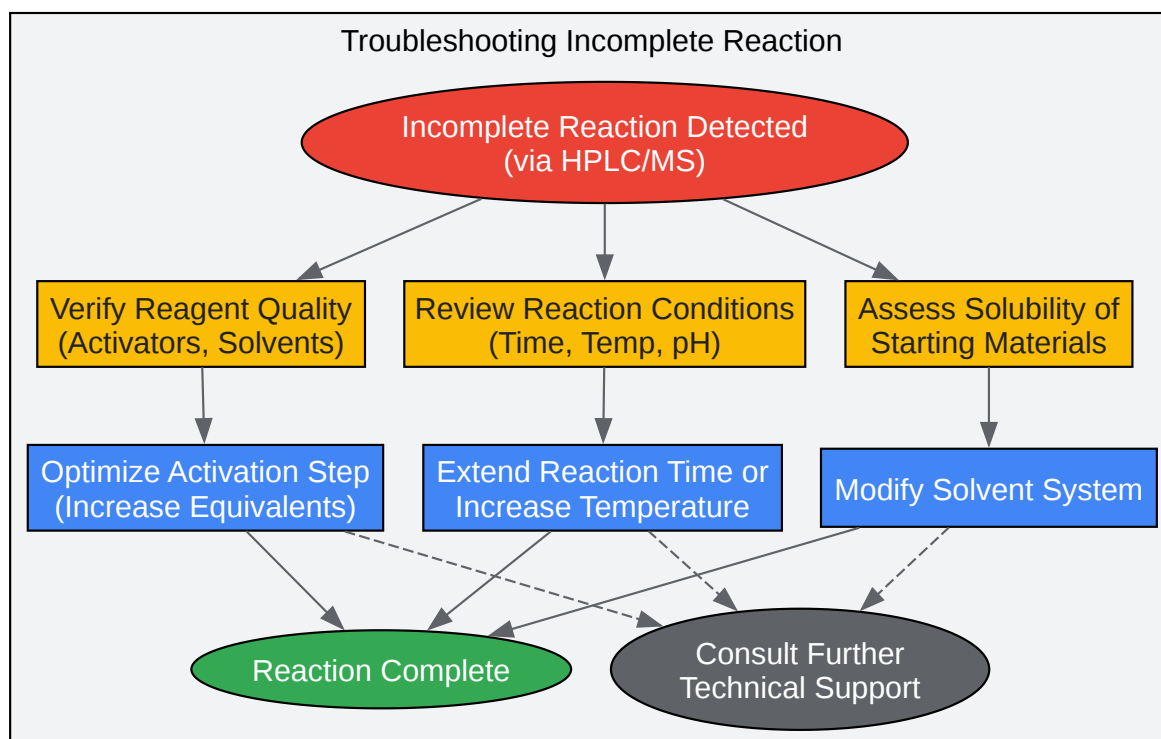 Troubleshooting Incomplete Reaction
Incomplete Reaction Detected
(via HPLC/MS)
Verify Reagent Quality
(Activators, Solvents)
Review Reaction Conditions
(Time, Temp, pH)
Assess Solubility of
Starting Materials
Optimize Activation Step
(Increase Equivalents)
Extend Reaction Time or
Increase Temperature
Modify Solvent System
Reaction Complete
Consult Further
Technical Support